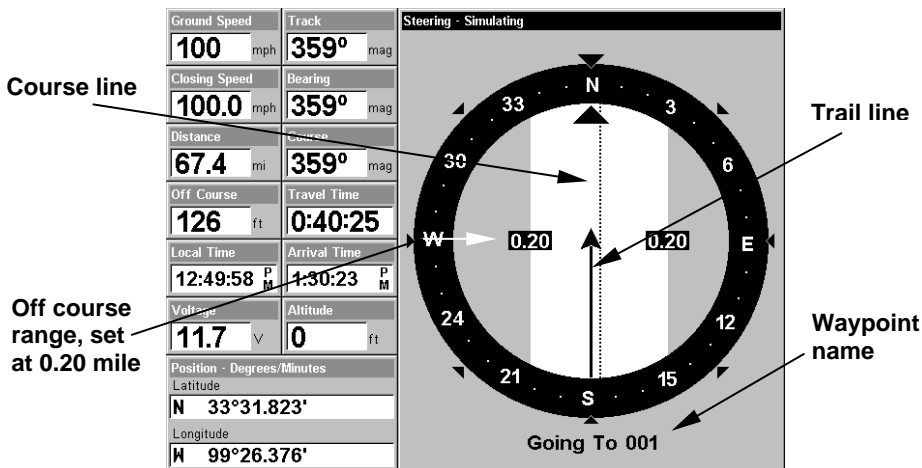 Ground Speed
100 mph
Track
359° mag
Closing Speed
100.0 mph
Bearing
359° mag
Distance
67.4 mi
Course
359° mag
Off Course
126 ft
Travel Time
0:40:25
Local Time
12:49:58 PM
Arrival Time
1:30:23 PM
Voltage
11.7 V
Altitude
0 ft
Position - Degrees/Minutes
Latitude
N 33°31.823'
Longitude
W 99°26.376'
Steering - Simulating
N
33
3
30
6
W
0.20
0.20
E
24
12
21
15
S
Going To 001
Course line
Trail line
Off course
range, set
at 0.20 mile
Waypoint
name